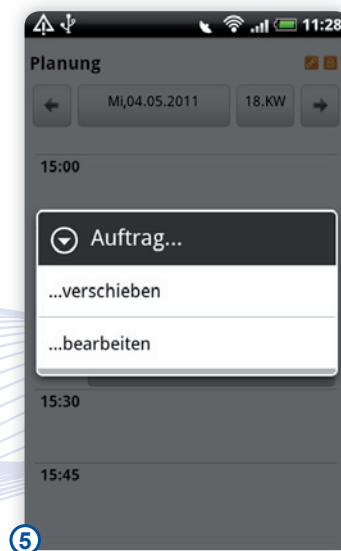 11:28
Planung
Mi,04.05.2011 18.KW
15:00
Auftrag...
...verschieben
...bearbeiten
15:30
15:45
5